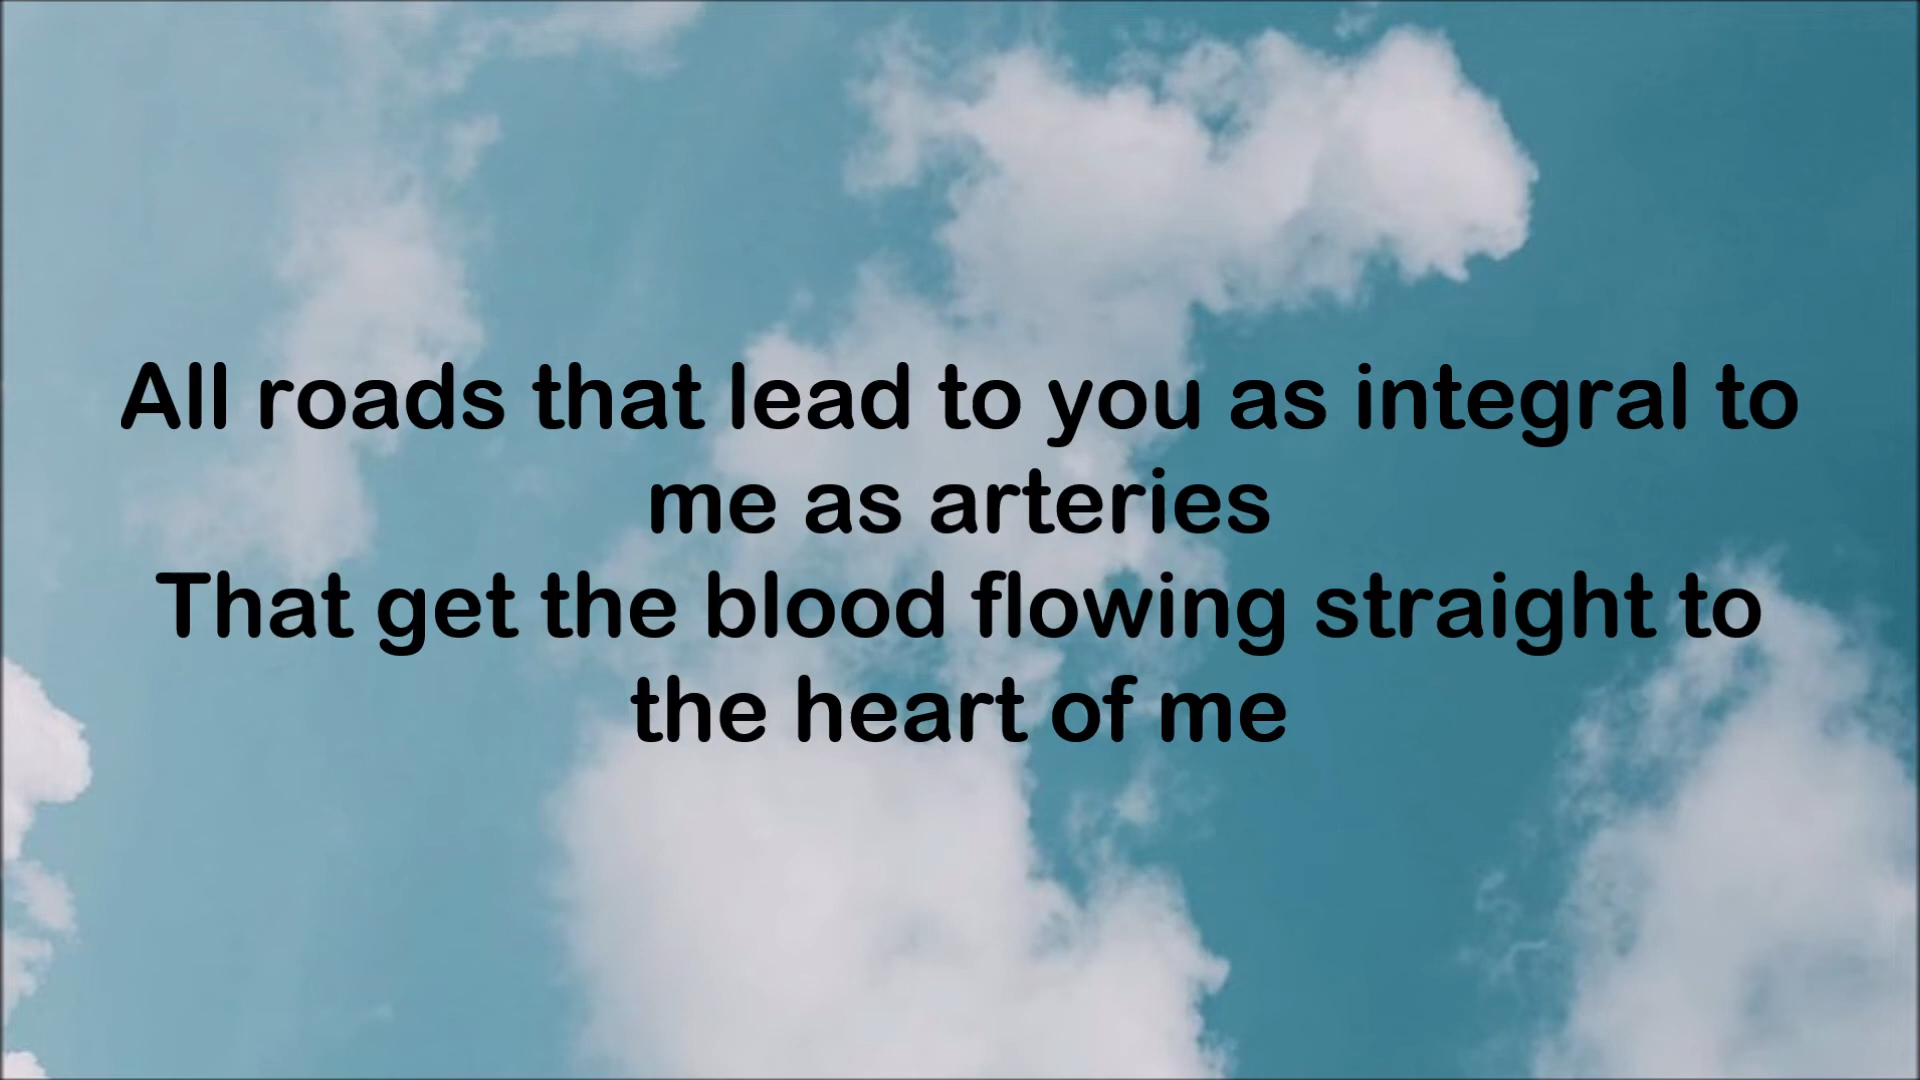 All roads that lead to you as integral to
me as arteries
That get the blood flowing straight to
the heart of me